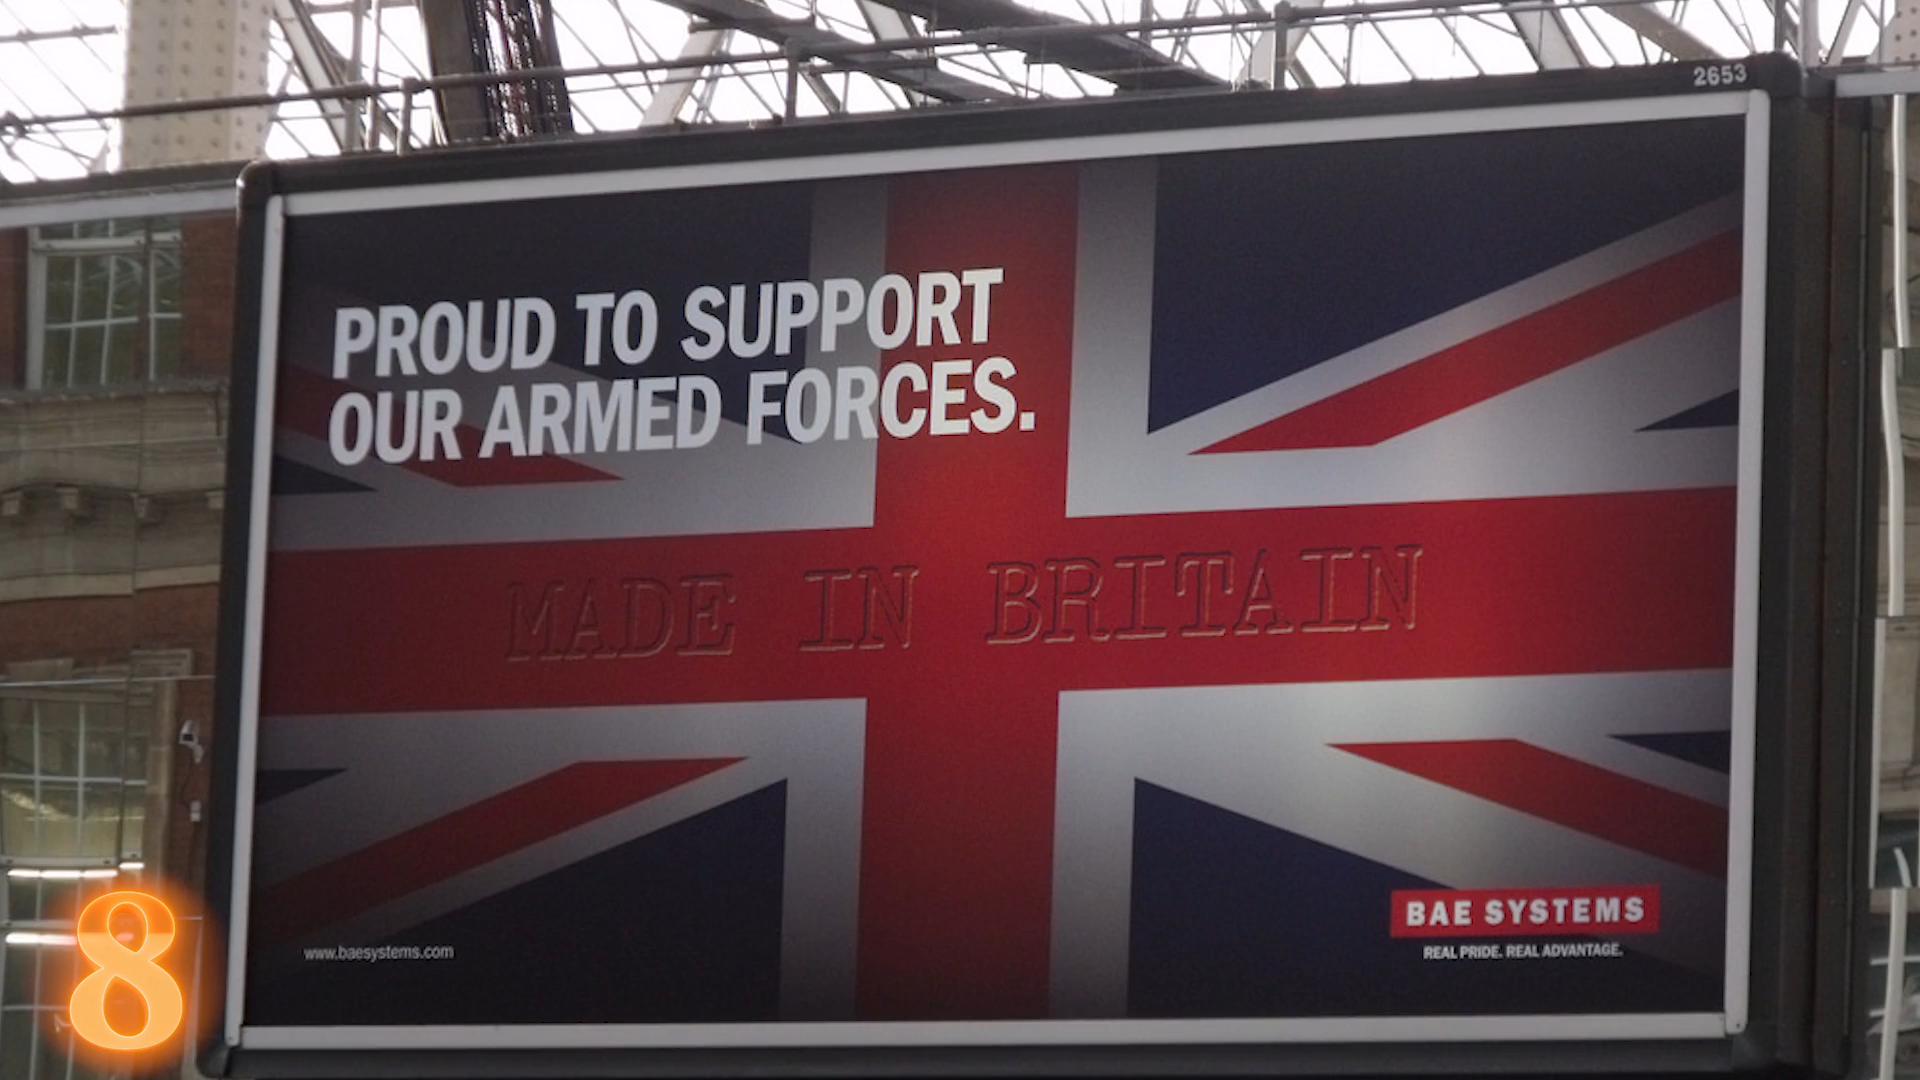 2653
PROUD TO SUPPORT
OUR ARMED FORCES.
MADE IN BRITAIN
BAE SYSTEMS
REAL PRIDE. REAL ADVANTAGE.
www.baesystems.com
8